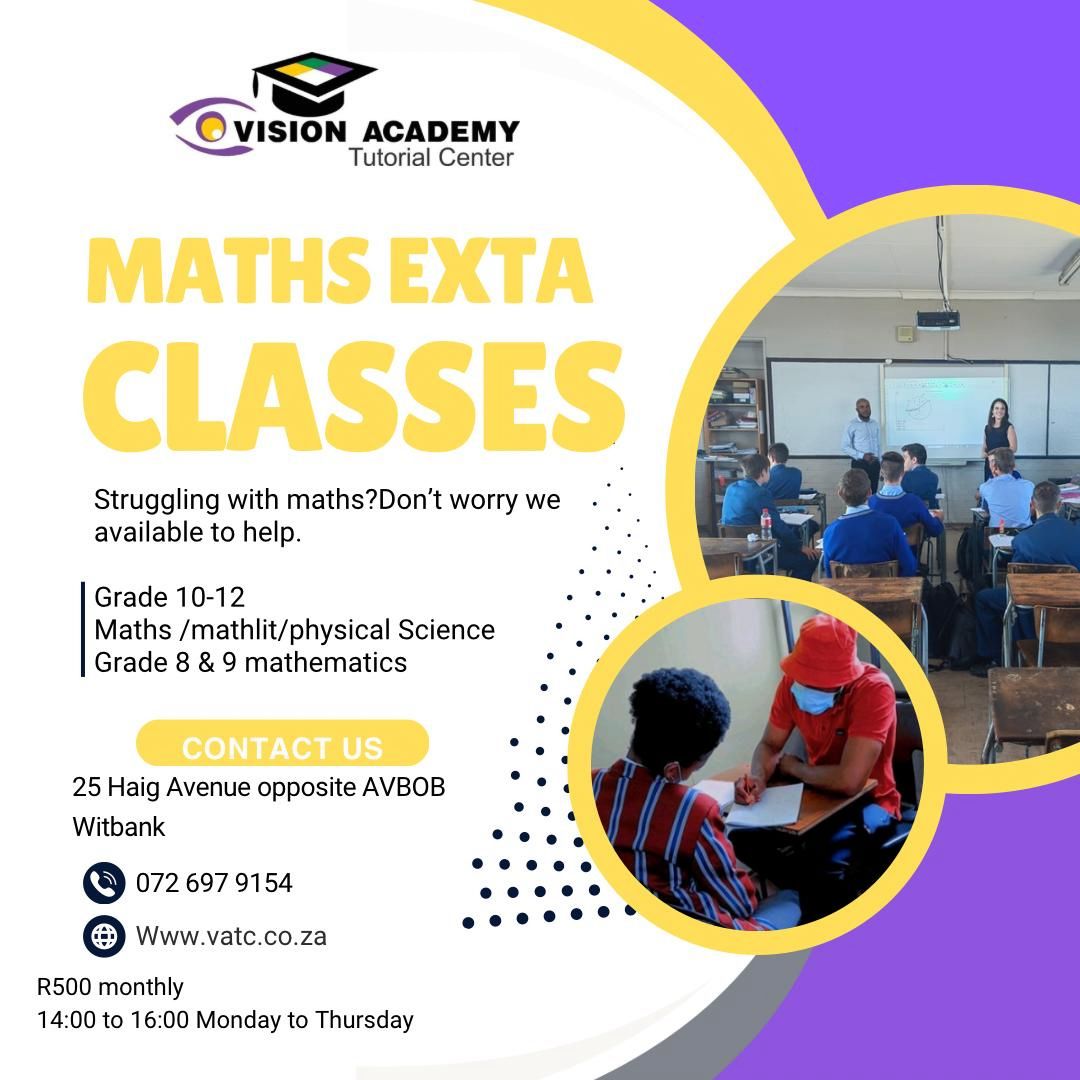 VISION ACADEMY
Tutorial Center
MATHS EXTA
CLASSES
Struggling with maths?Don’t worry we
available to help.
Grade 10-12
Maths /mathlit/physical Science
Grade 8 & 9 mathematics
CONTACT US
25 Haig Avenue opposite AVBOB
Witbank
072 697 9154
Www.vatc.co.za
R500 monthly
14:00 to 16:00 Monday to Thursday